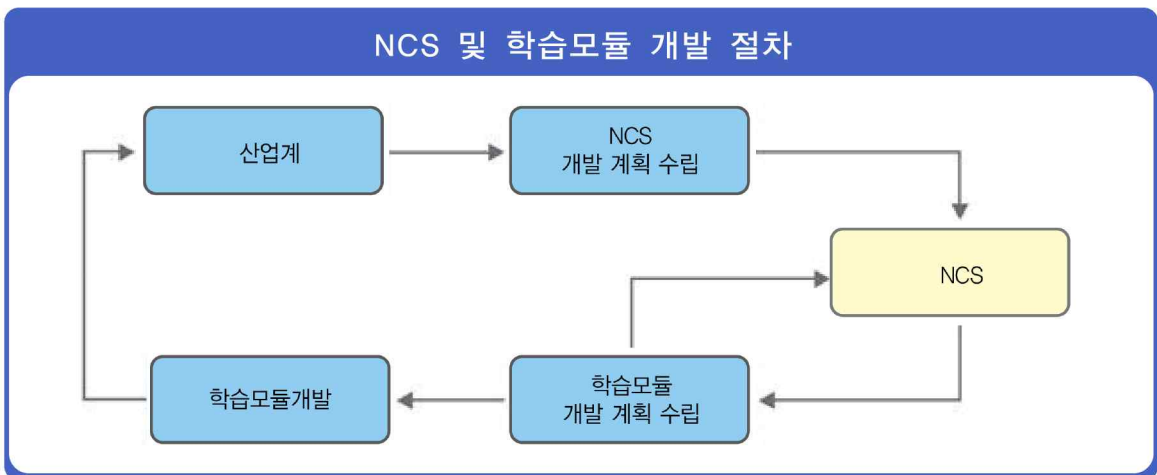 NCS 및 학습모듈 개발 절차
산업계
NCS
개발 계획 수립
NCS
학습모듈개발
학습모듈
개발 계획 수립